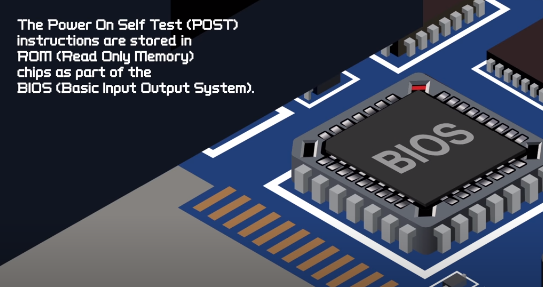 The Power On Self Test (POST)
instructions are stored in
ROM (Read Only Memory)
chips as part of the
BIOS (Basic Input Output System).
BIOS